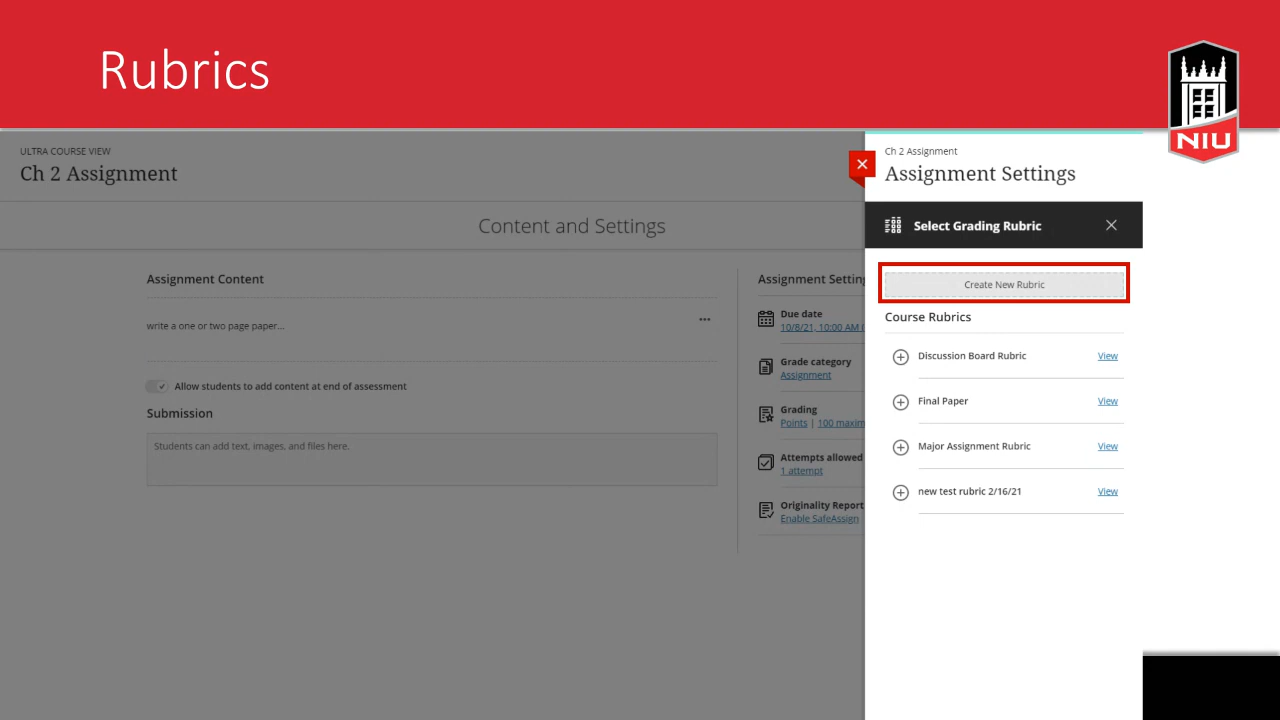 Rubrics
NIU
ULTRA COURSE VIEW
Ch 2 Assignment
Content and Settings
Assignment Content
write a one or two page paper...
Allow students to add content at end of assessment
Submission
Students can add text, images, and files here.
Assignment Setting
Due date
10/8/21, 10:00 AM (
Grade category
Assignment
Grading
Points | 100 maxim
Attempts allowed
1 attempt
Originality Report
Enable SafeAssign
Ch 2 Assignment
Assignment Settings
Select Grading Rubric
Create New Rubric
Course Rubrics
Discussion Board Rubric View
Final Paper View
Major Assignment Rubric View
new test rubric 2/16/21 View